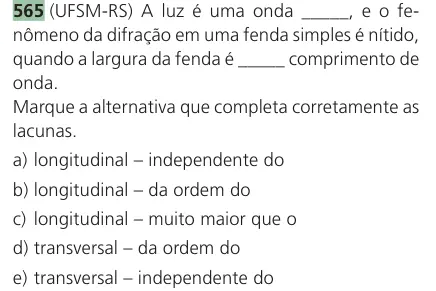 565 (UFSM-RS) A luz é uma onda ______, e o fe-
nômeno da difração em uma fenda simples é nítido,
quando a largura da fenda é ______ comprimento de
onda.
Marque a alternativa que completa corretamente as
lacunas.
a) longitudinal – independente do
b) longitudinal – da ordem do
c) longitudinal – muito maior que o
d) transversal – da ordem do
e) transversal – independente do